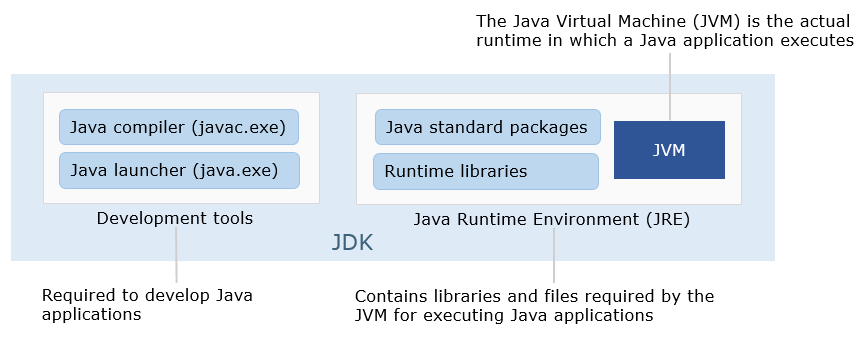 The Java Virtual Machine (JVM) is the actual
runtime in which a Java application executes
Java compiler (javac.exe)
Java launcher (java.exe)
Development tools
Java standard packages
Runtime libraries
JVM
Java Runtime Environment (JRE)
JDK
Required to develop Java
applications
Contains libraries and files required by the
JVM for executing Java applications